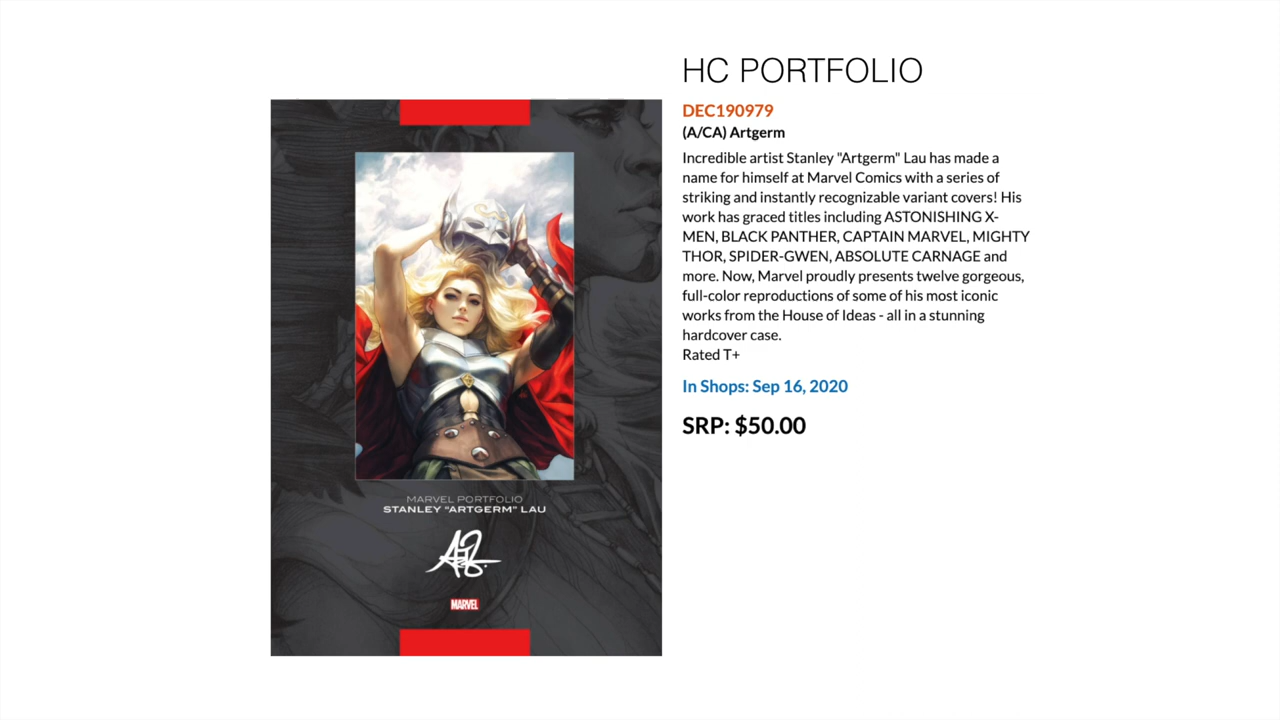 HC PORTFOLIO
DEC190979
(A/CA) Artgerm
Incredible artist Stanley "Artgerm" Lau has made a
name for himself at Marvel Comics with a series of
striking and instantly recognizable variant covers! His
work has graced titles including ASTONISHING X-
MEN, BLACK PANTHER, CAPTAIN MARVEL, MIGHTY
THOR, SPIDER-GWEN, ABSOLUTE CARNAGE and
more. Now, Marvel proudly presents twelve gorgeous,
full-color reproductions of some of his most iconic
works from the House of Ideas - all in a stunning
hardcover case.
Rated T+
In Shops: Sep 16, 2020
SRP: $50.00
MARVEL PORTFOLIO
STANLEY "ARTGERM" LAU
MARVEL